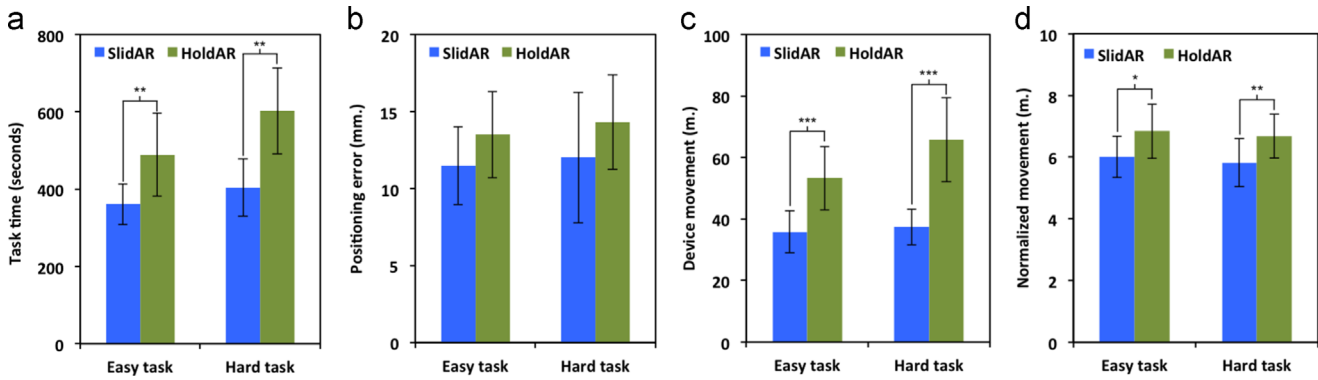 a
Task time (seconds)
800
600
400
200
0
SlidAR HoldAR
**
**
Easy task Hard task
b
Positioning error (mm.)
20
15
10
5
0
SlidAR HoldAR
Easy task Hard task
c
Device movement (m.)
100
80
60
40
20
0
SlidAR HoldAR
***
***
Easy task Hard task
d
Normalized movement (m.)
10
8
6
4
2
0
SlidAR HoldAR
*
**
Easy task Hard task